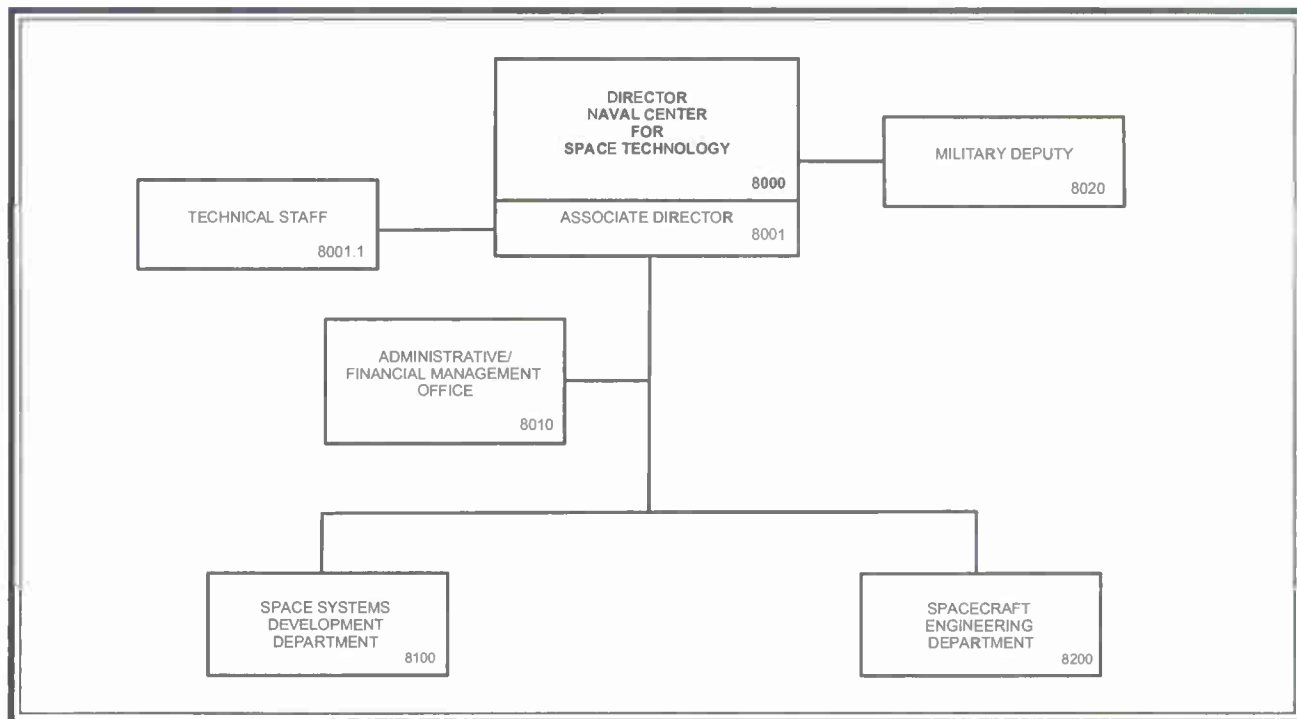 DIRECTOR
NAVAL CENTER
FOR
SPACE TECHNOLOGY
8000
ASSOCIATE DIRECTOR
8001
MILITARY DEPUTY
8020
TECHNICAL STAFF
8001.1
ADMINISTRATIVE/
FINANCIAL MANAGEMENT
OFFICE
8010
SPACE SYSTEMS
DEVELOPMENT
DEPARTMENT
8100
SPACECRAFT
ENGINEERING
DEPARTMENT
8200